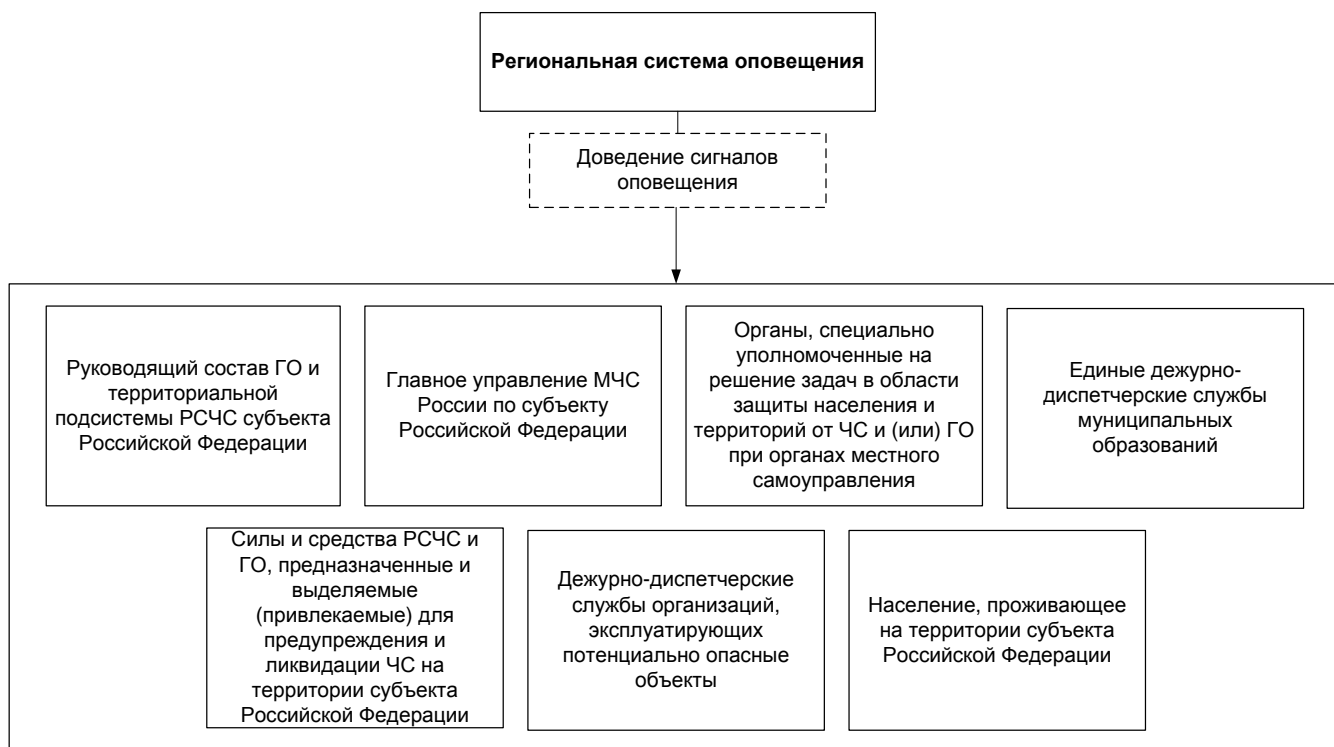 Региональная система оповещения
Доведение сигналов
оповещения
Руководящий состав ГО и
территориальной
подсистемы РСЧС субъекта
Российской Федерации
Главное управление МЧС
России по субъекту
Российской Федерации
Органы, специально
уполномоченные на
решение задач в области
защиты населения и
территорий от ЧС и (или) ГО
при органах местного
самоуправления
Единые дежурно-
диспетчерские службы
муниципальных
образований
Силы и средства РСЧС и
ГО, предназначенные и
выделяемые
(привлекаемые) для
предупреждения и
ликвидации ЧС на
территории субъекта
Российской Федерации
Дежурно-диспетчерские
службы организаций,
эксплуатирующих
потенциально опасные
объекты
Население, проживающее
на территории субъекта
Российской Федерации